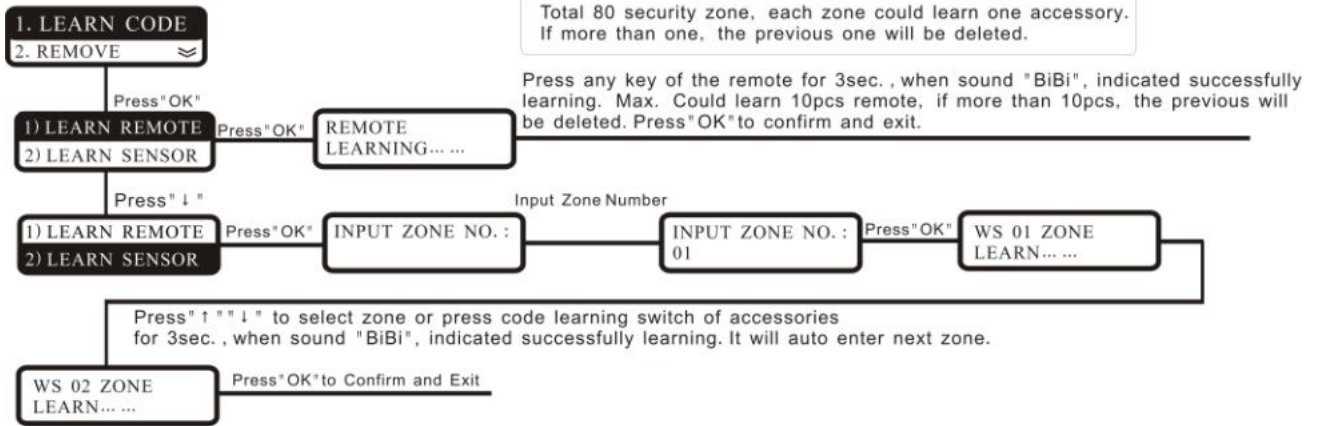 1. LEARN CODE
2. REMOVE
Total 80 security zone, each zone could learn one accessory.
If more than one, the previous one will be deleted.
Press"OK"
1) LEARN REMOTE
2) LEARN SENSOR
Press"OK"
REMOTE
LEARNING... ...
Press any key of the remote for 3sec. , when sound "BiBi", indicated successfully
learning. Max. Could learn 10pcs remote, if more than 10pcs, the previous will
be deleted. Press"OK"to confirm and exit.
Press"↓"
1) LEARN REMOTE
2) LEARN SENSOR
Press"OK"
INPUT ZONE NO. :
Input Zone Number
INPUT ZONE NO. :
01
Press"OK"
WS 01 ZONE
LEARN... ...
Press"↑""↓" to select zone or press code learning switch of accessories
for 3sec. , when sound "BiBi", indicated successfully learning. It will auto enter next zone.
WS 02 ZONE
LEARN... ...
Press"OK"to Confirm and Exit